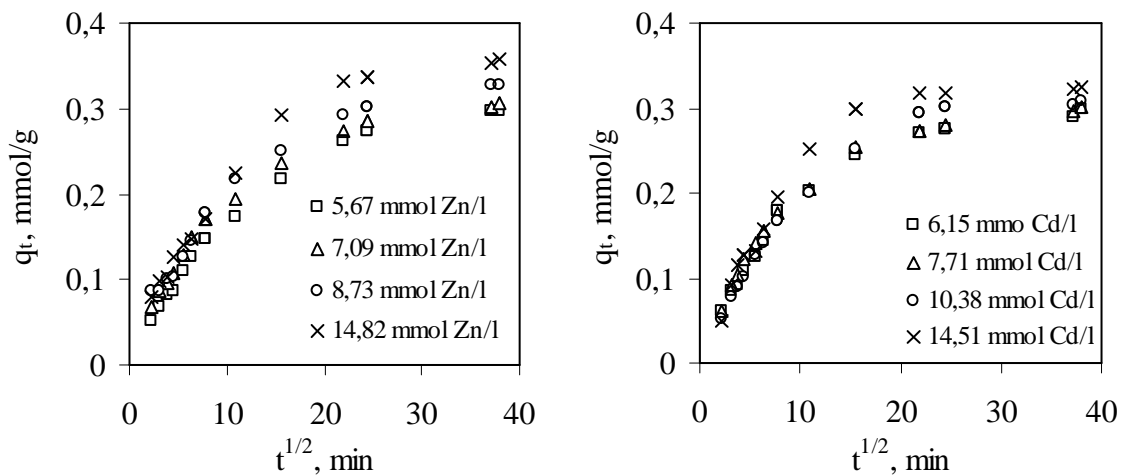 0,4
0,3
0,2
0,1
0
qₜ, mmol/g
5,67 mmol Zn/l
7,09 mmol Zn/l
8,73 mmol Zn/l
14,82 mmol Zn/l
0 10 20 30 40
t^1/2, min
0,4
0,3
0,2
0,1
0
qₜ, mmol/g
6,15 mmo Cd/l
7,71 mmol Cd/l
10,38 mmol Cd/l
14,51 mmol Cd/l
0 10 20 30 40
t^1/2, min